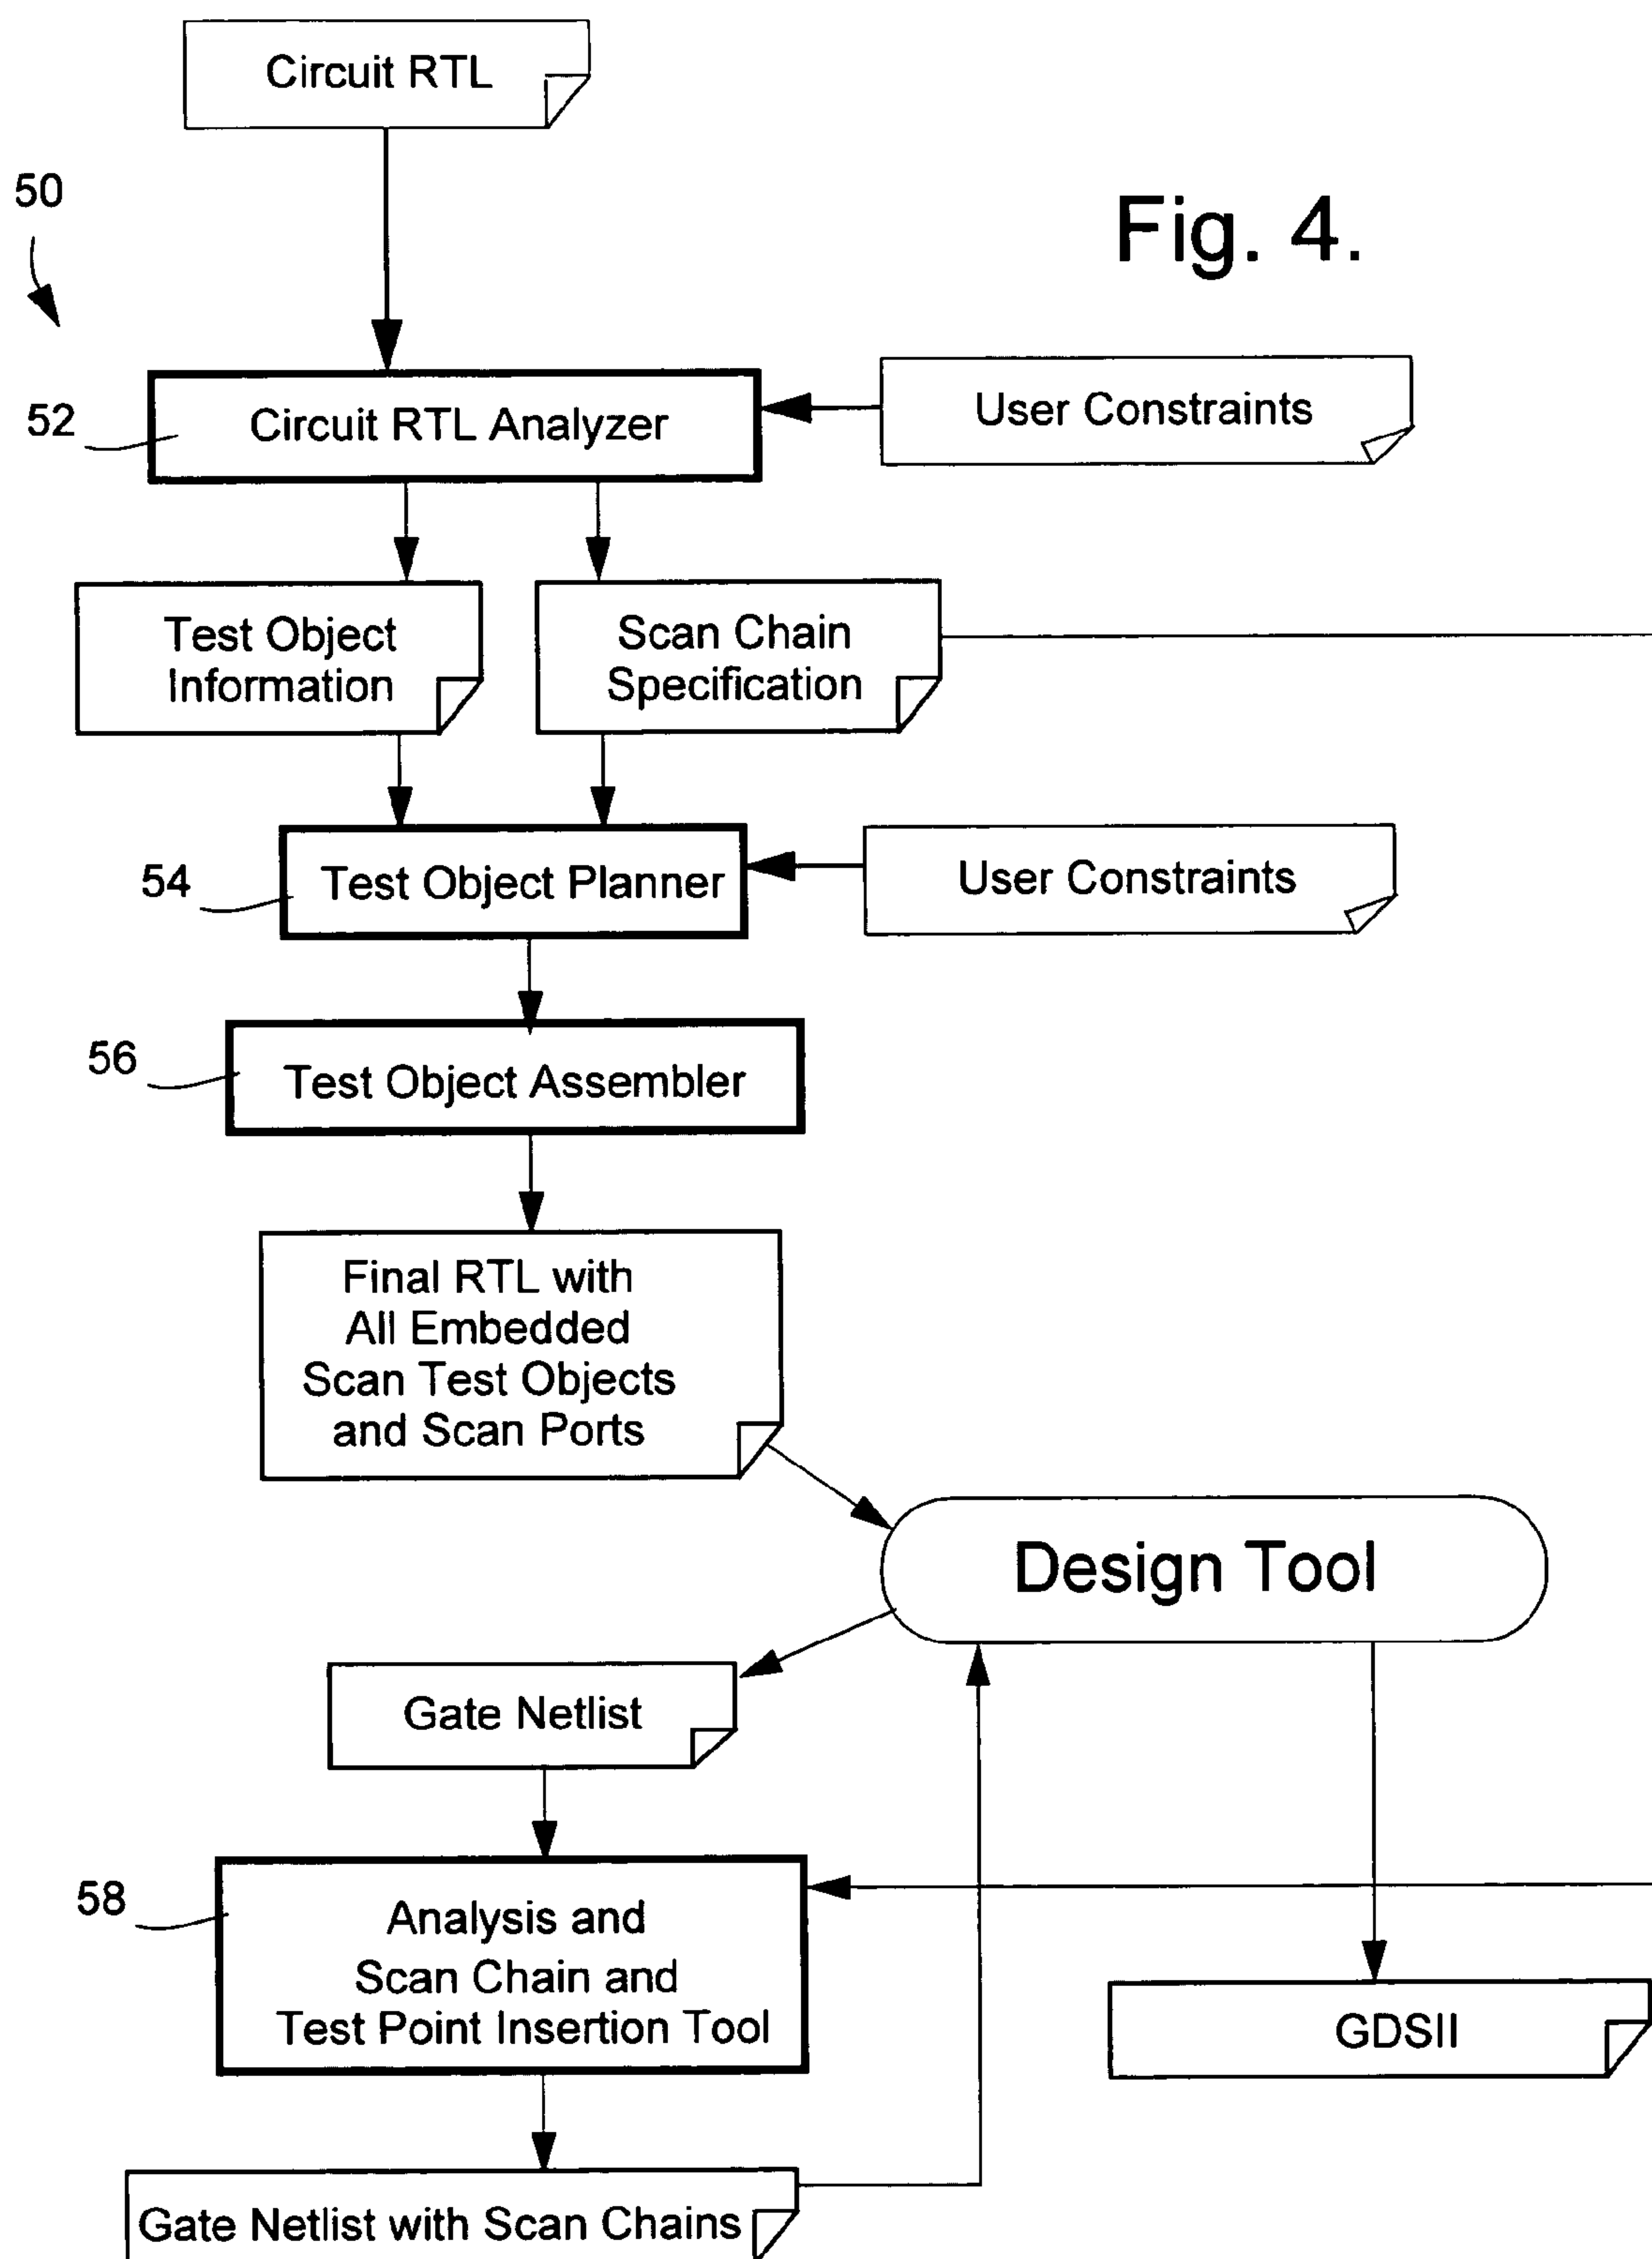 Circuit RTL
50
Fig. 4.
52
Circuit RTL Analyzer
User Constraints
Test Object
Information
Scan Chain
Specification
54
Test Object Planner
User Constraints
56
Test Object Assembler
Final RTL with
All Embedded
Scan Test Objects
and Scan Ports
Design Tool
Gate Netlist
58
Analysis and
Scan Chain and
Test Point Insertion Tool
GDSII
Gate Netlist with Scan Chains